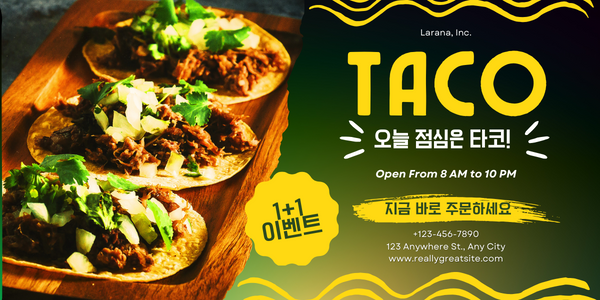 Larana, Inc.
TACO
오늘 점심은 타코!
Open From 8 AM to 10 PM
1+1
이벤트
지금 바로 주문하세요
+123-456-7890
123 Anywhere St., Any City
www.reallygreatsite.com